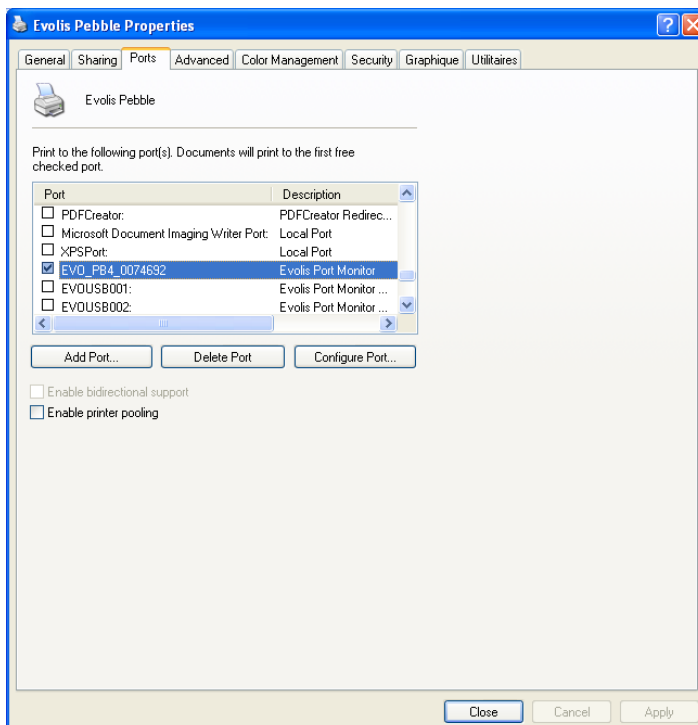 Evolis Pebble Properties
General Sharing Ports Advanced Color Management Security Graphique Utilitaires
Evolis Pebble
Print to the following port(s). Documents will print to the first free
checked port.
Port Description
PDFCreator: PDFCreator Redirec...
Microsoft Document Imaging Writer Port: Local Port
XPSPort: Local Port
EVO_PB4_0074692 Evolis Port Monitor
EVOUSB001: Evolis Port Monitor ...
EVOUSB002: Evolis Port Monitor ...
Add Port... Delete Port Configure Port...
Enable bidirectional support
Enable printer pooling
Close Cancel Apply